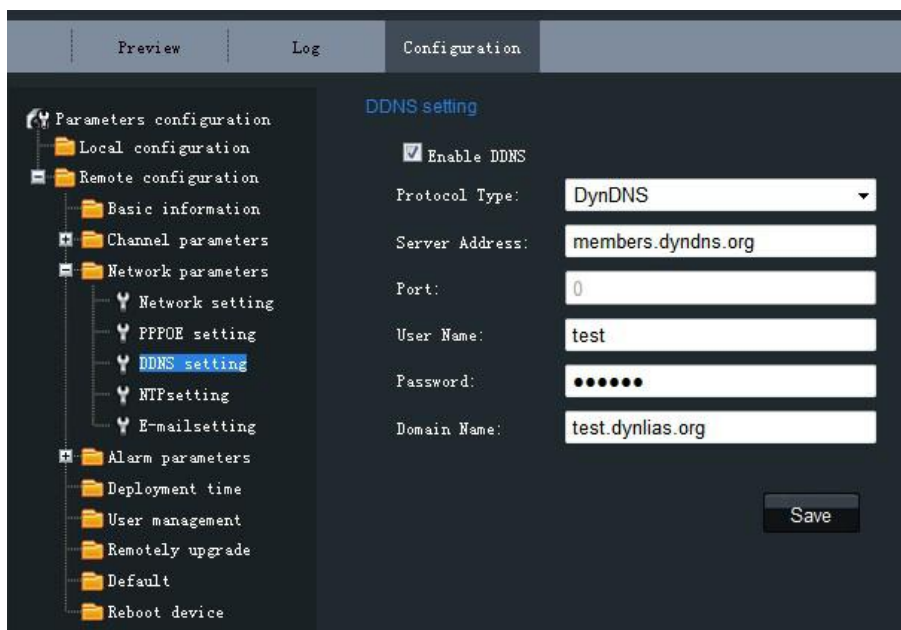 Preview Log Configuration
Parameters configuration
Local configuration
Remote configuration
Basic information
Channel parameters
Network parameters
Network setting
PPPOE setting
DDNS setting
NTPsetting
E-mailsetting
Alarm parameters
Deployment time
User management
Remotely upgrade
Default
Reboot device
DDNS setting
Enable DDNS
Protocol Type: DynDNS
Server Address: members.dyndns.org
Port: 0
User Name: test
Password: ●●●●●●
Domain Name: test.dynlias.org
Save